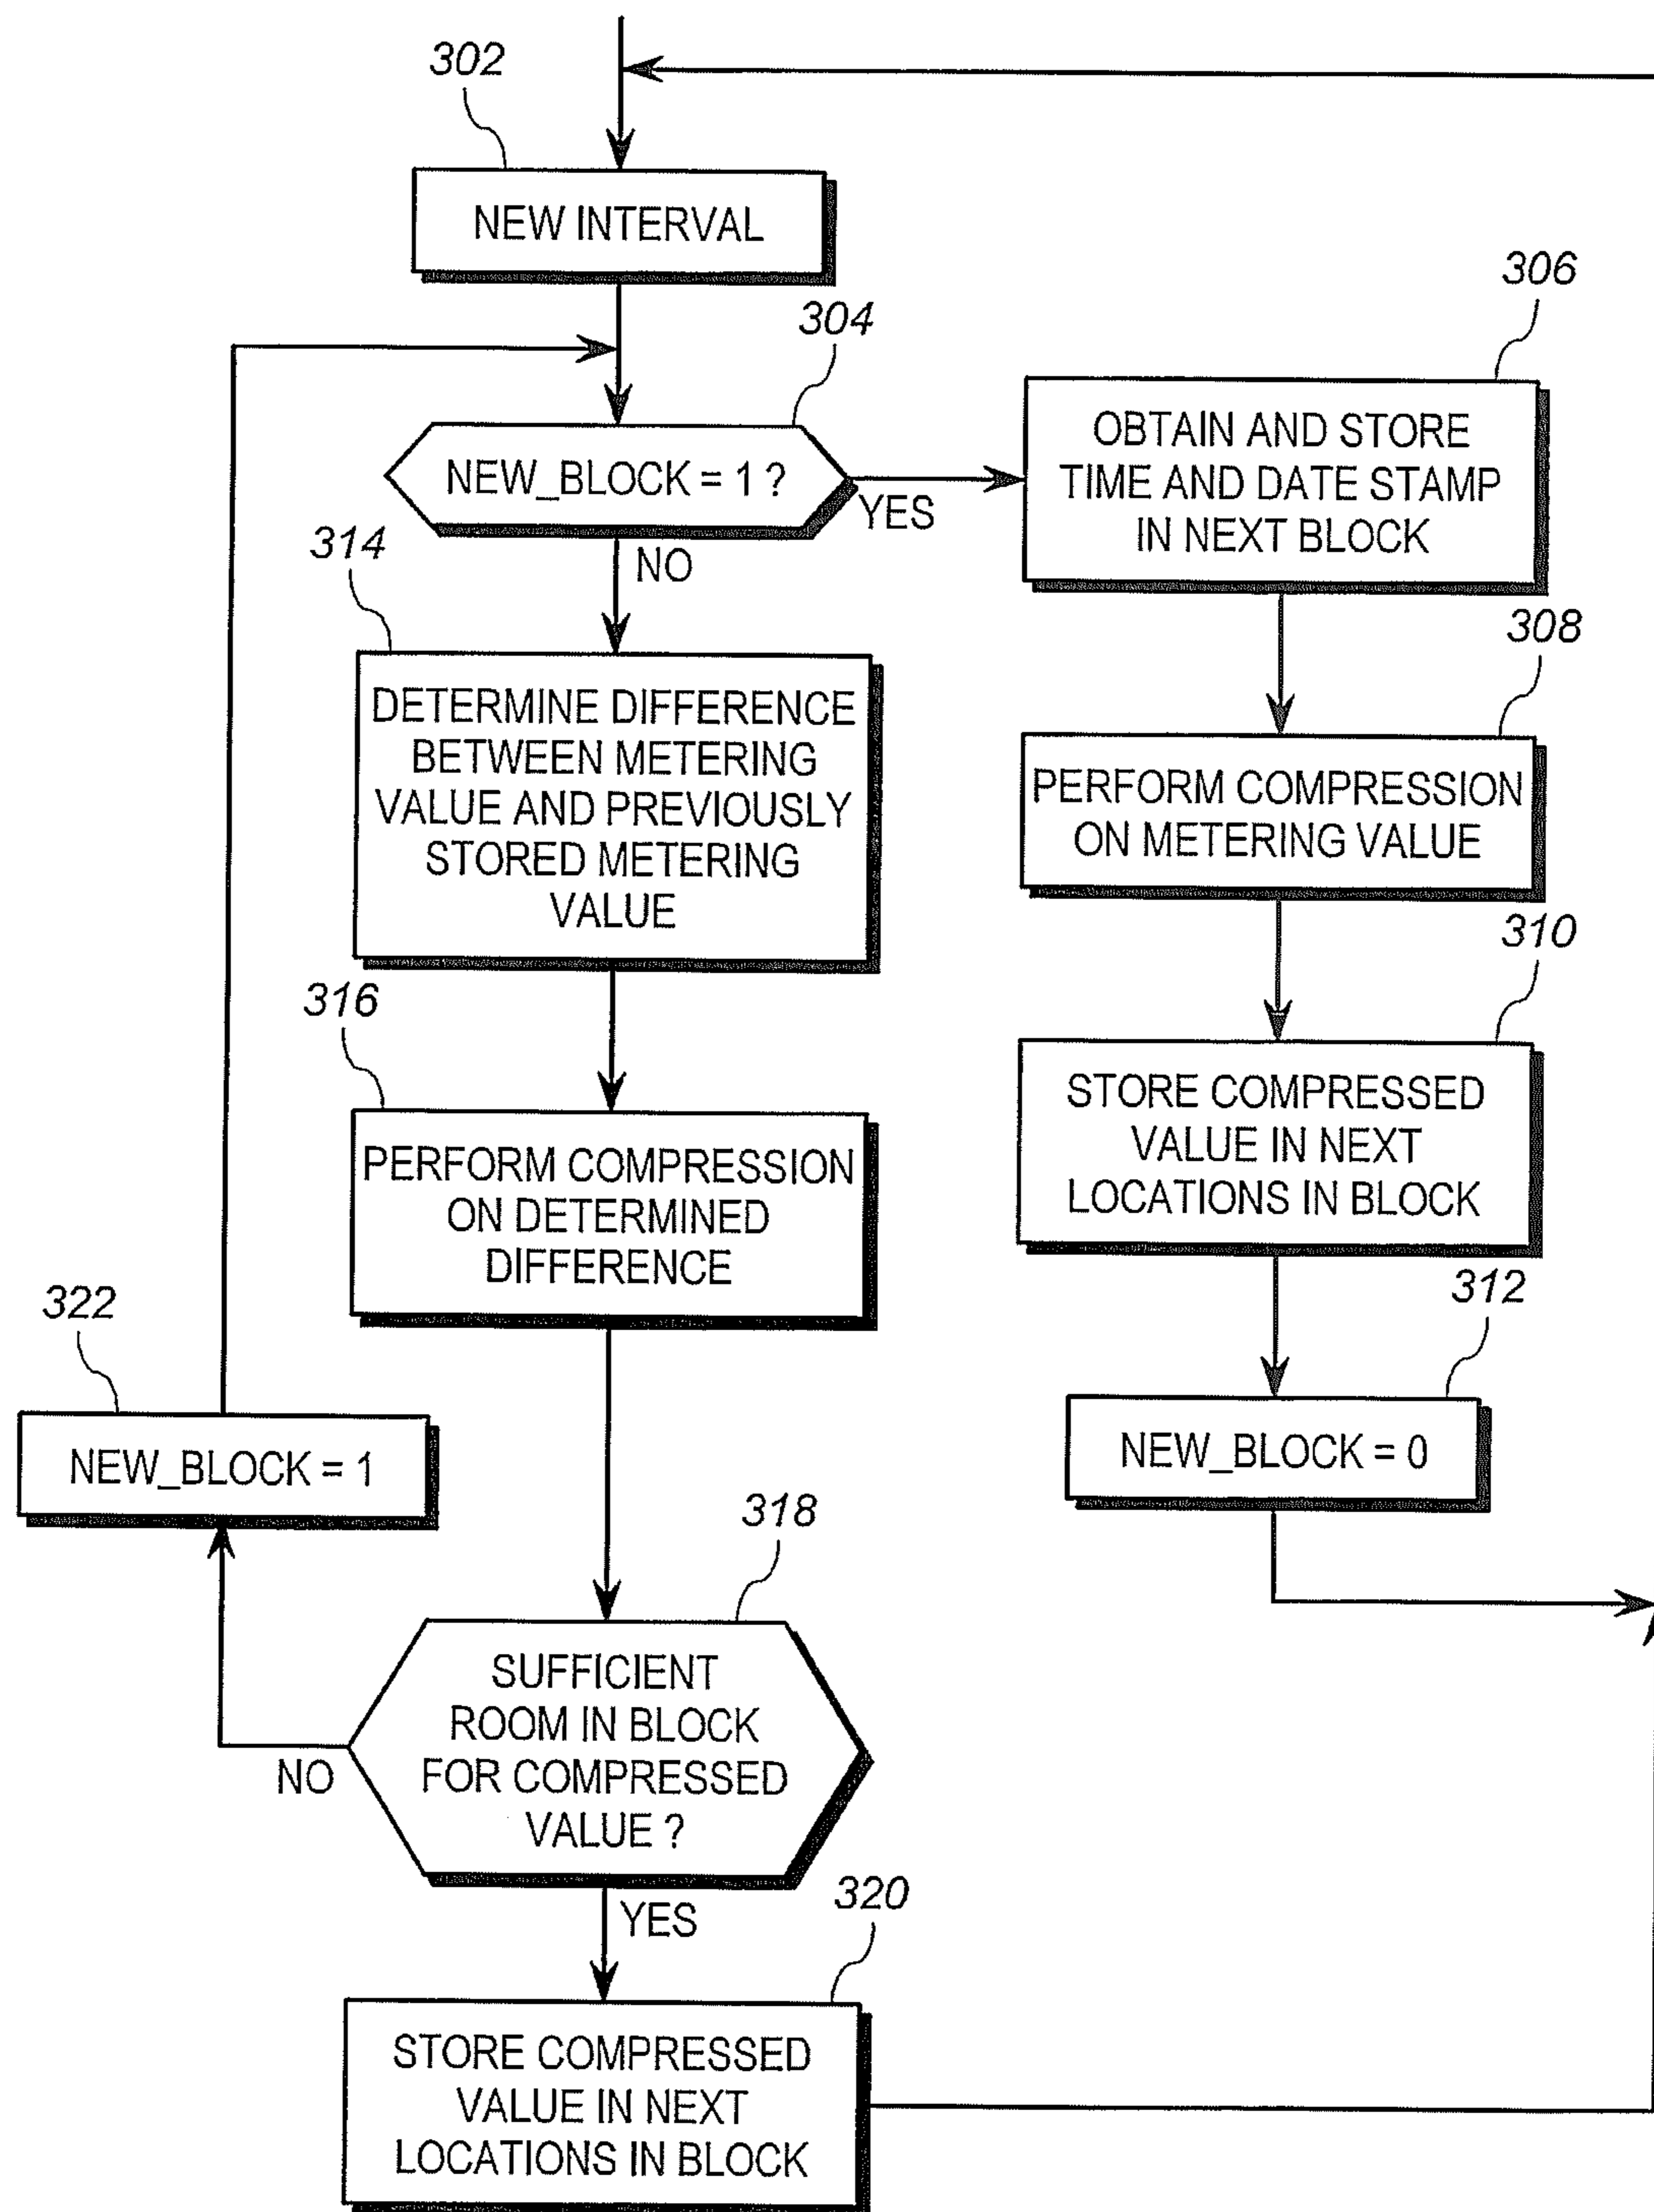 302
NEW INTERVAL
304
NEW_BLOCK = 1 ?
YES
NO
306
OBTAIN AND STORE
TIME AND DATE STAMP
IN NEXT BLOCK
308
PERFORM COMPRESSION
ON METERING VALUE
310
STORE COMPRESSED
VALUE IN NEXT
LOCATIONS IN BLOCK
312
NEW_BLOCK = 0
314
DETERMINE DIFFERENCE
BETWEEN METERING
VALUE AND PREVIOUSLY
STORED METERING
VALUE
316
PERFORM COMPRESSION
ON DETERMINED
DIFFERENCE
322
NEW_BLOCK = 1
318
SUFFICIENT
ROOM IN BLOCK
FOR COMPRESSED
VALUE ?
NO
YES
320
STORE COMPRESSED
VALUE IN NEXT
LOCATIONS IN BLOCK